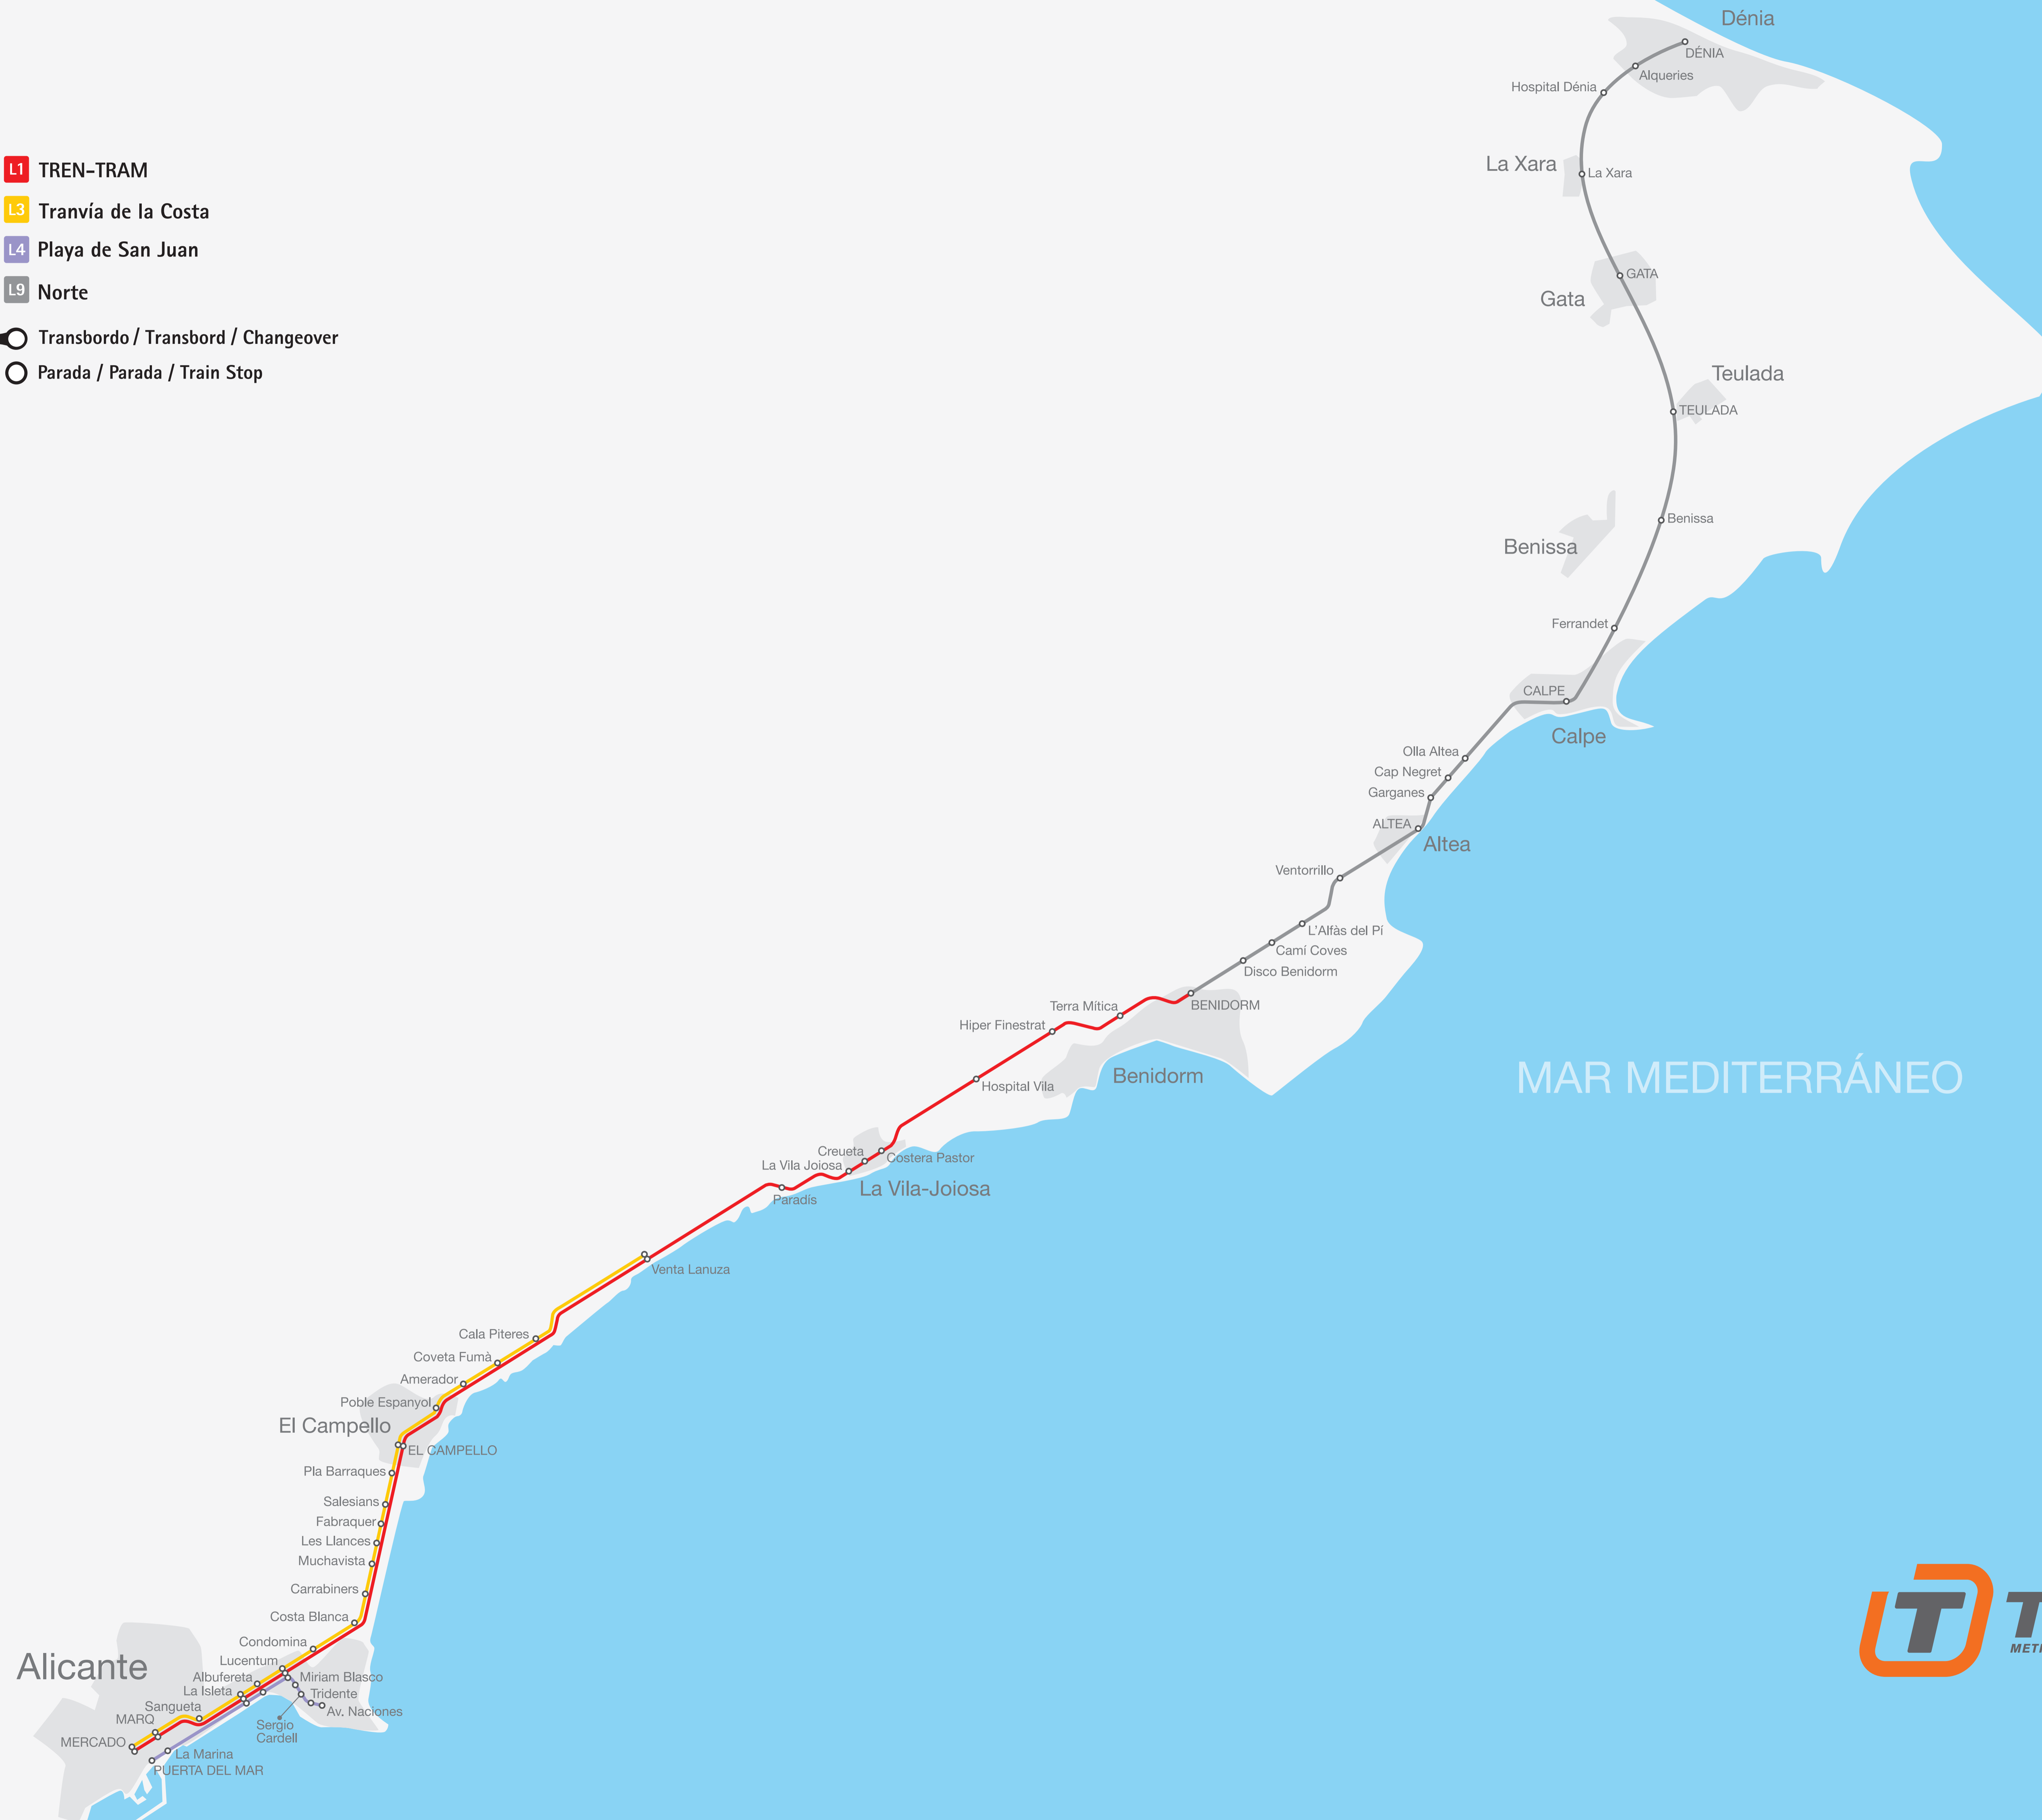 Dénia
DÉNIA
Alqueries
Hospital Dénia
La Xara
La Xara
L1 TREN-TRAM
L3 Tranvía de la Costa
L4 Playa de San Juan
L9 Norte
Transbordo / Transbord / Changeover
Parada / Parada / Train Stop
GATA
Gata
Teulada
TEULADA
Benissa
Benissa
Ferrandet
CALPE
Calpe
Olla Altea
Cap Negret
Garganes
ALTEA
Altea
Ventorrillo
L'Alfàs del Pí
Camí Coves
Disco Benidorm
BENIDORM
Terra Mítica
Hiper Finestrat
Benidorm
MAR MEDITERRÁNEO
Hospital Vila
Creueta
Costera Pastor
La Vila Joiosa
La Vila-Joiosa
Paradís
Venta Lanuza
Cala Piteres
Coveta Fumà
Amerador
Poble Espanyol
El Campello
EL CAMPELLO
Pla Barraques
Salesians
Fabraquer
Les Llances
Muchavista
Carrabiners
Costa Blanca
Condomina
Lucentum
Alicante
Albufereta
Miriam Blasco
La Isleta
Tridente
Sangueta
Av. Naciones
MARQ
Sergio
Cardell
MERCADO
La Marina
PUERTA DEL MAR
T
T
METR